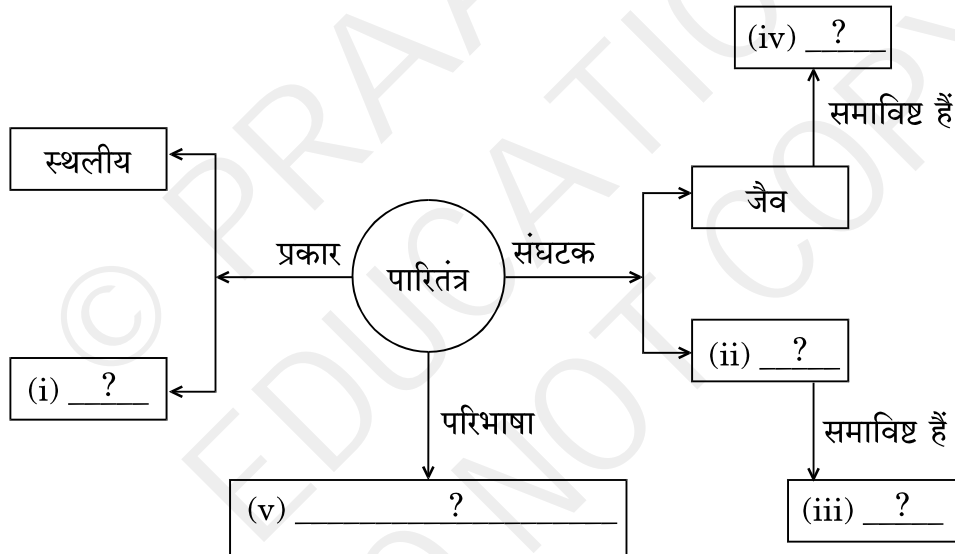 (iv) ?
समाविष्ट हैं
स्थलीय
जैव
प्रकार
पारितंत्र
संघटक
(i) ?
(ii) ?
परिभाषा
समाविष्ट हैं
(v) ?
(iii) ?